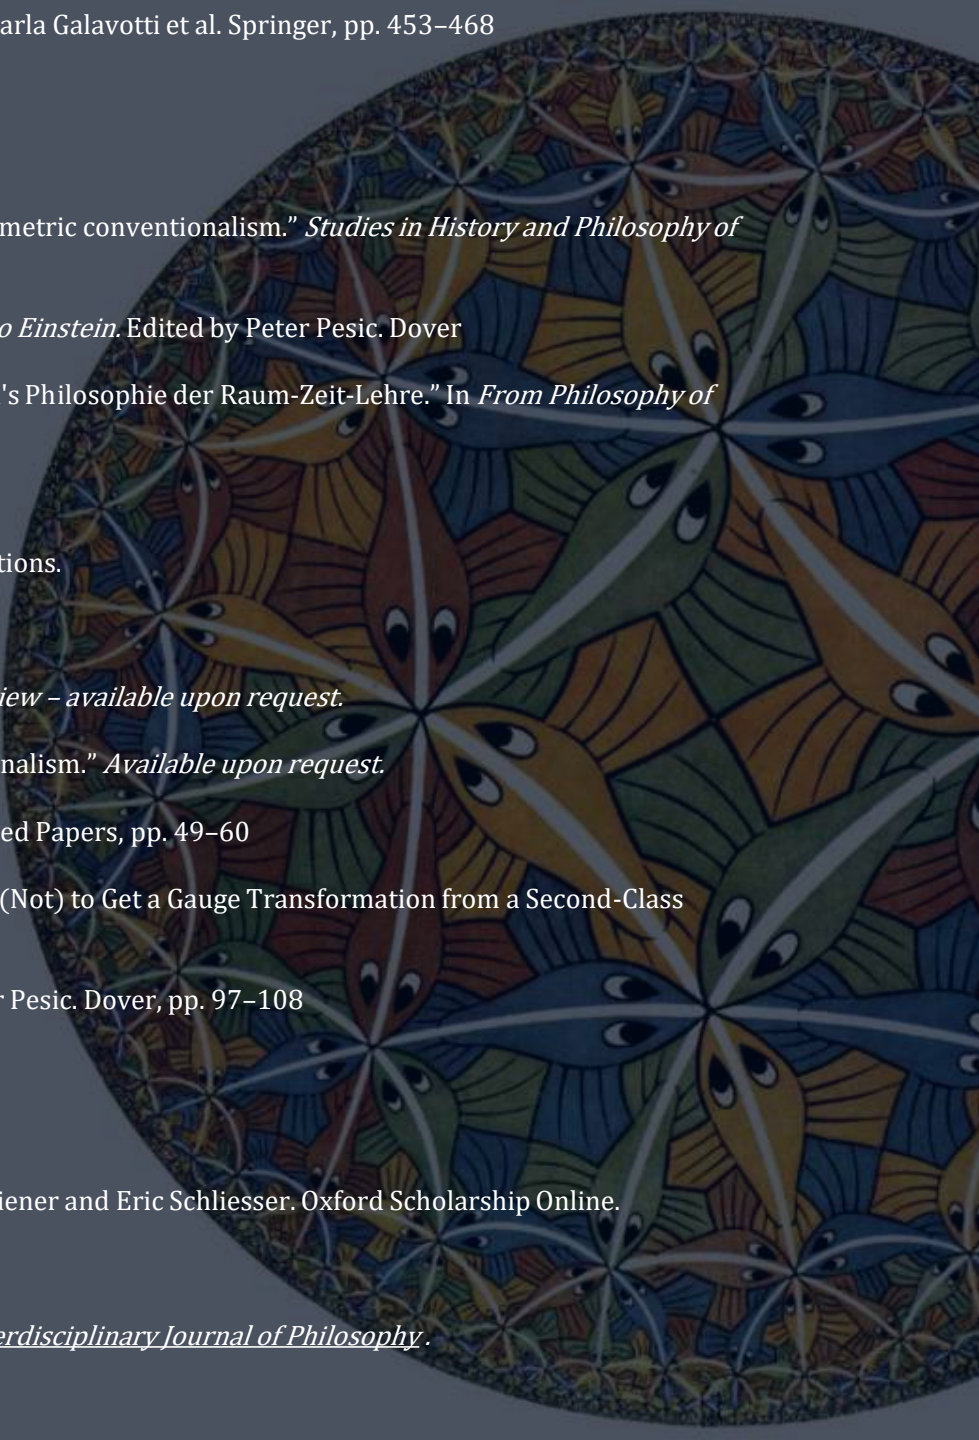 arla Galavotti et al. Springer, pp. 453–468
metric conventionalism.” Studies in History and Philosophy of
o Einstein. Edited by Peter Pesic. Dover
's Philosophie der Raum-Zeit-Lehre.” In From Philosophy of
tions.
iew – available upon request.
nalism.” Available upon request.
ed Papers, pp. 49–60
(Not) to Get a Gauge Transformation from a Second-Class
r Pesic. Dover, pp. 97–108
iener and Eric Schliesser. Oxford Scholarship Online.
erdisciplinary Journal of Philosophy .